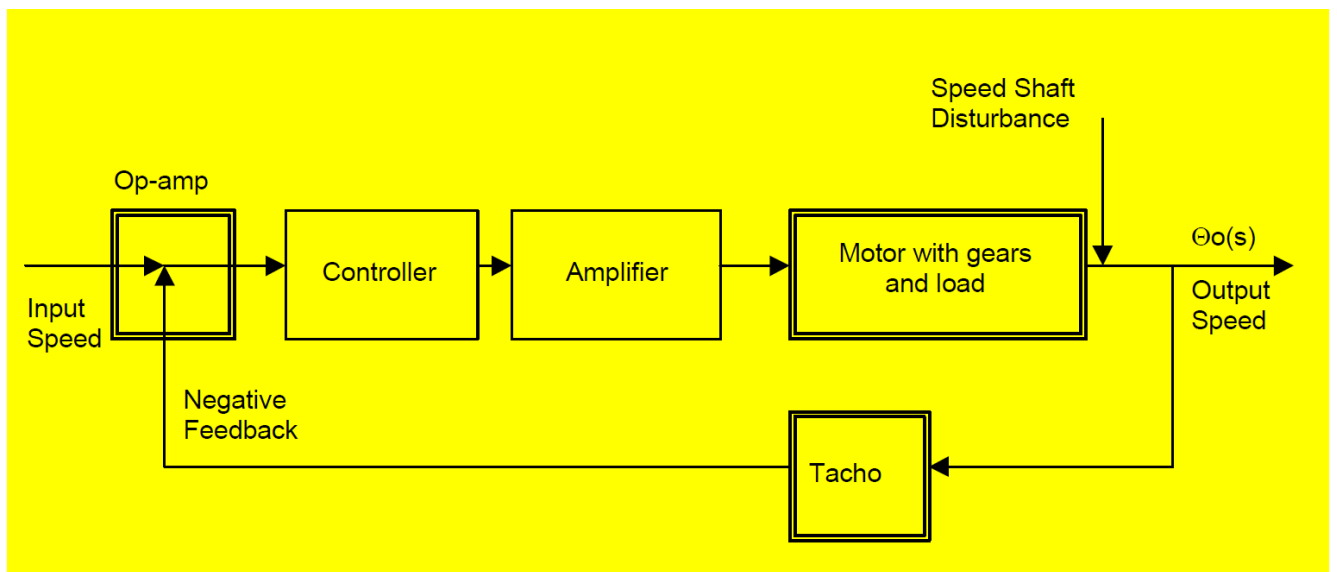 Speed Shaft
Disturbance
Op-amp
Θo(s)
Controller
Amplifier
Motor with gears
and load
Input
Speed
Output
Speed
Negative
Feedback
Tacho